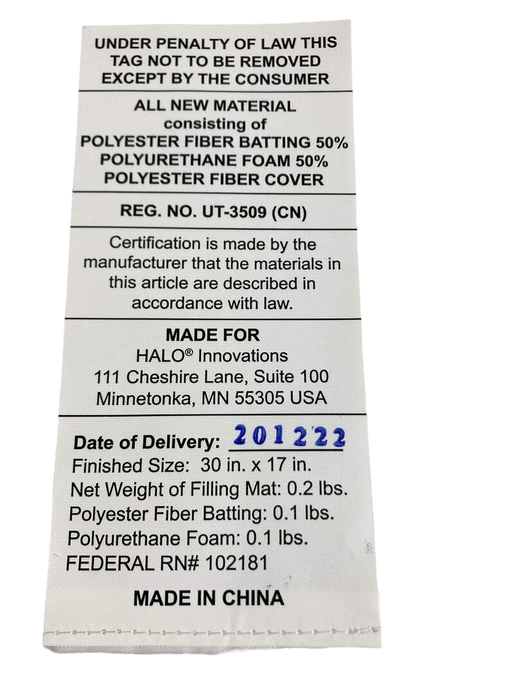 UNDER PENALTY OF LAW THIS
TAG NOT TO BE REMOVED
EXCEPT BY THE CONSUMER
ALL NEW MATERIAL
consisting of
POLYESTER FIBER BATTING 50%
POLYURETHANE FOAM 50%
POLYESTER FIBER COVER
REG. NO. UT-3509 (CN)
Certification is made by the
manufacturer that the materials in
this article are described in
accordance with law.
MADE FOR
HALO® Innovations
111 Cheshire Lane, Suite 100
Minnetonka, MN 55305 USA
Date of Delivery: 201222
Finished Size: 30 in. x 17 in.
Net Weight of Filling Mat: 0.2 lbs.
Polyester Fiber Batting: 0.1 lbs.
Polyurethane Foam: 0.1 lbs.
FEDERAL RN# 102181
MADE IN CHINA